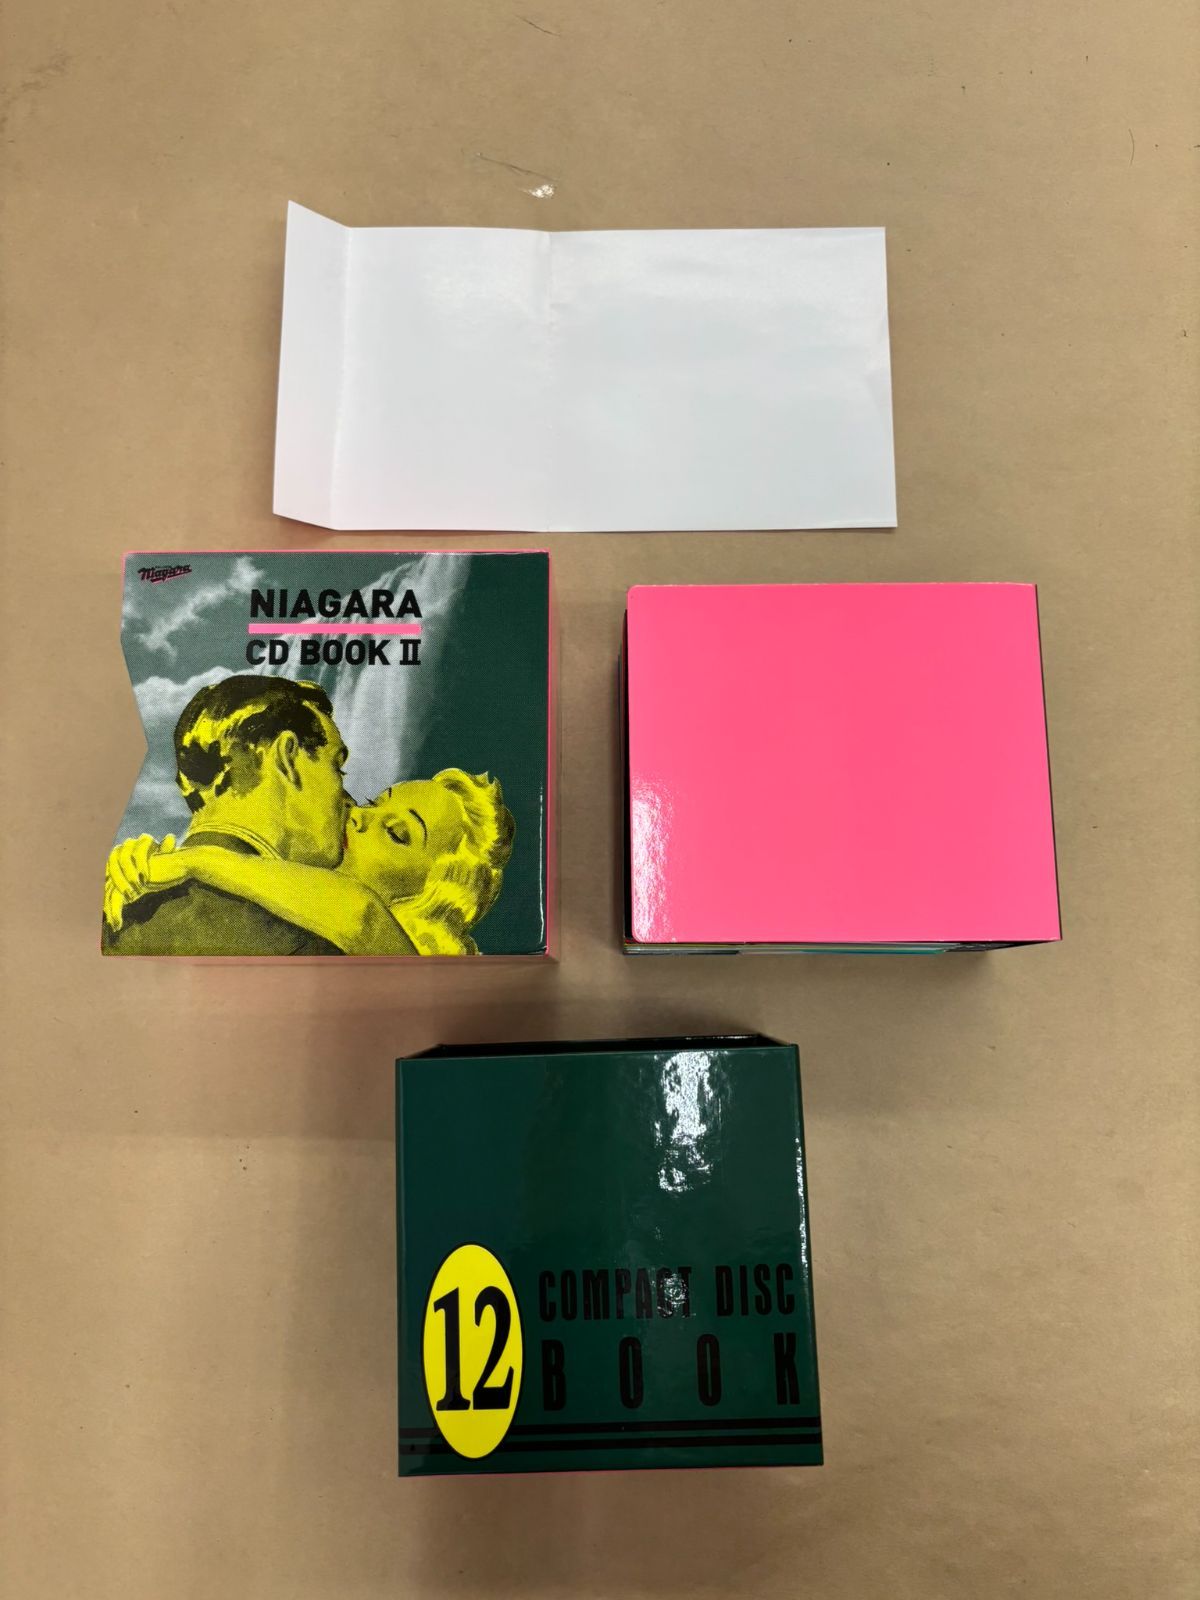 Niagara
NIAGARA
CD BOOK II
12
COMPACT DISC
BOOK